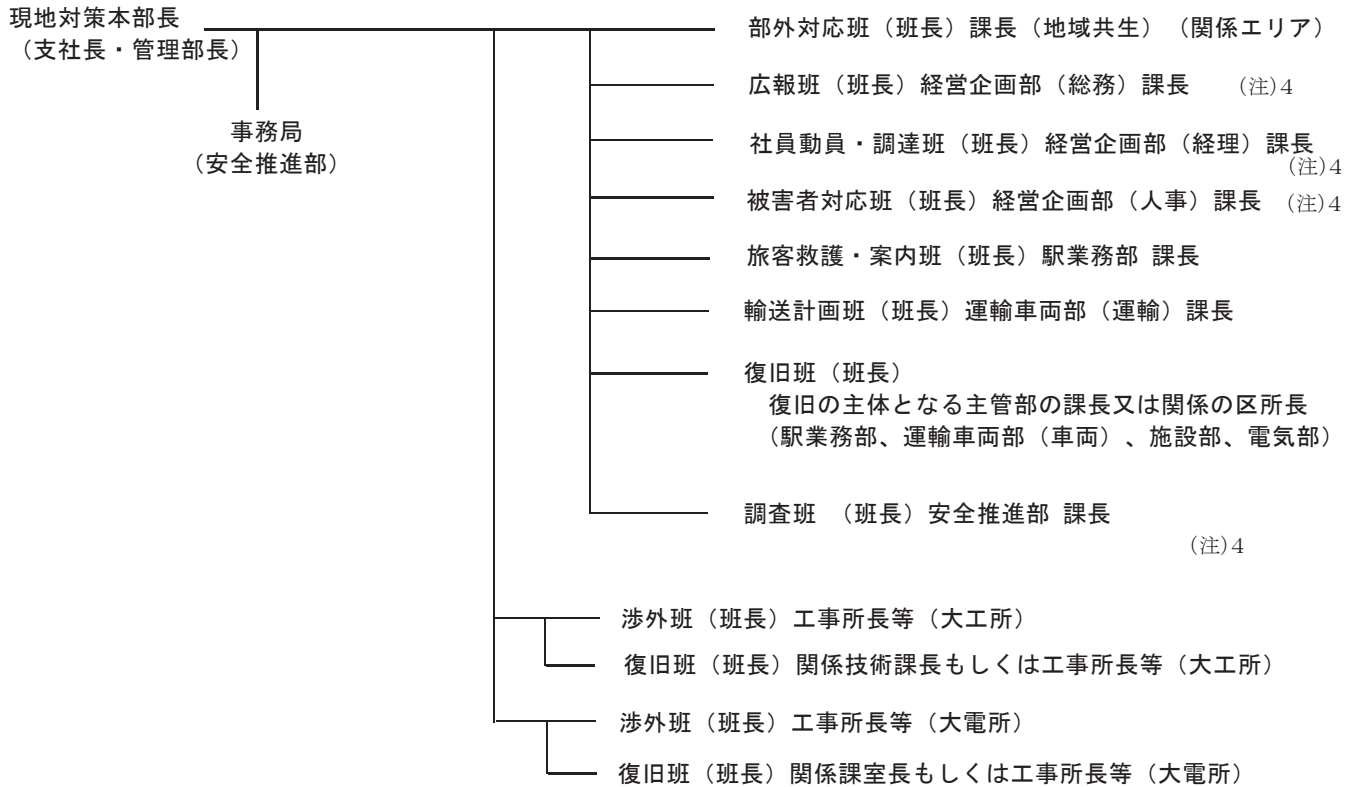 現地対策本部長
（支社長・管理部長）
事務局
（安全推進部）
部外対応班（班長）課長（地域共生）（関係エリア）
広報班（班長）経営企画部（総務）課長　（注）4
社員動員・調達班（班長）経営企画部（経理）課長
（注）4
被害者対応班（班長）経営企画部（人事）課長　（注）4
旅客救護・案内班（班長）駅業務部 課長
輸送計画班（班長）運輸車両部（運輸）課長
復旧班（班長）
復旧の主体となる主管部の課長又は関係の区所長
（駅業務部、運輸車両部（車両）、施設部、電気部）
調査班　（班長）安全推進部 課長
（注）4
渉外班（班長）工事所長等（大工所）
復旧班（班長）関係技術課長もしくは工事所長等（大工所）
渉外班（班長）工事所長等（大電所）
復旧班（班長）関係課室長もしくは工事所長等（大電所）